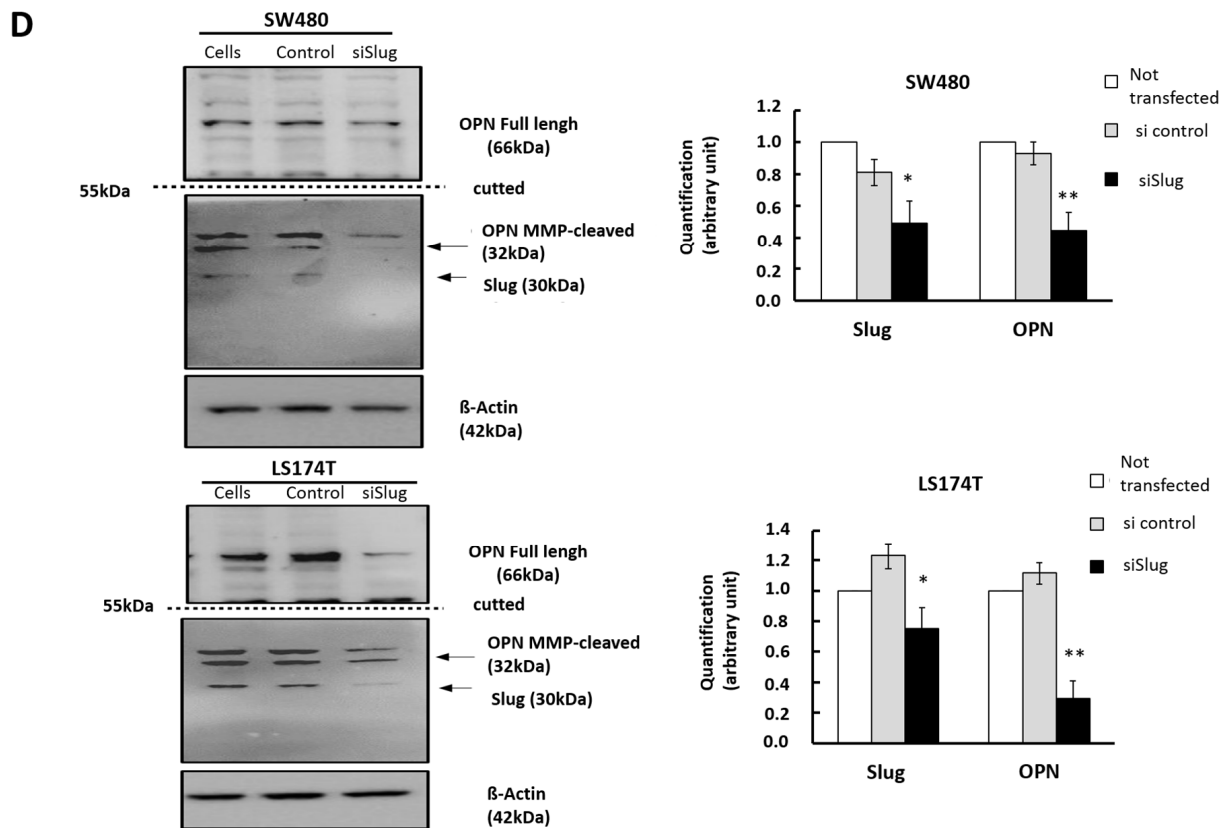 D
SW480
Cells Control siSlug
OPN Full lengh
(66kDa)
55kDa
cutted
OPN MMP-cleaved
(32kDa)
Slug (30kDa)
ß-Actin
(42kDa)
SW480
Not
transfected
si control
siSlug
Quantification
(arbitrary unit)
1.2
1.0
0.8
0.6
0.4
0.2
0.0
*
**
Slug OPN
LS174T
Cells Control siSlug
OPN Full lengh
(66kDa)
55kDa
cutted
OPN MMP-cleaved
(32kDa)
Slug (30kDa)
ß-Actin
(42kDa)
LS174T
Not
transfected
si control
siSlug
Quantification
(arbitrary unit)
1.4
1.2
1.0
0.8
0.6
0.4
0.2
0.0
*
**
Slug OPN